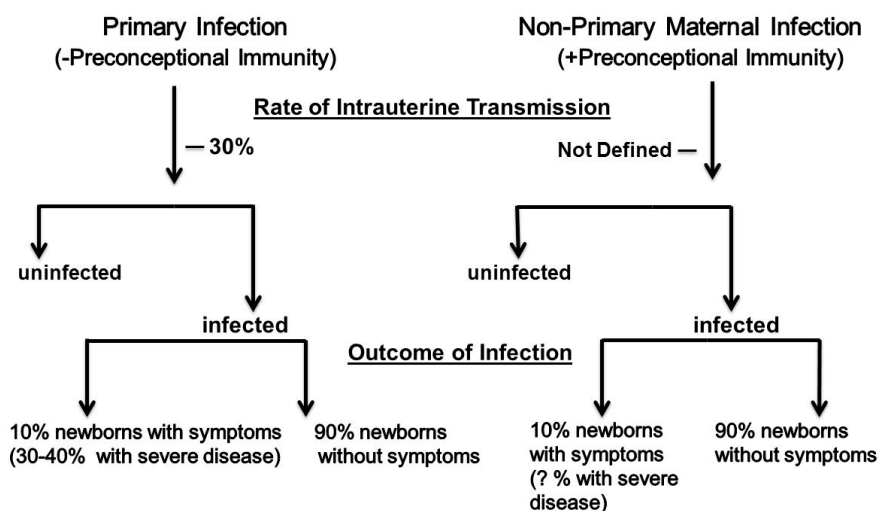 Primary Infection
(-Preconceptional Immunity)
Non-Primary Maternal Infection
(+Preconceptional Immunity)
Rate of Intrauterine Transmission
— 30%
Not Defined —
uninfected
uninfected
infected
infected
Outcome of Infection
10% newborns with symptoms
(30-40% with severe disease)
90% newborns
without symptoms
10% newborns
with symptoms
(? % with severe
disease)
90% newborns
without symptoms